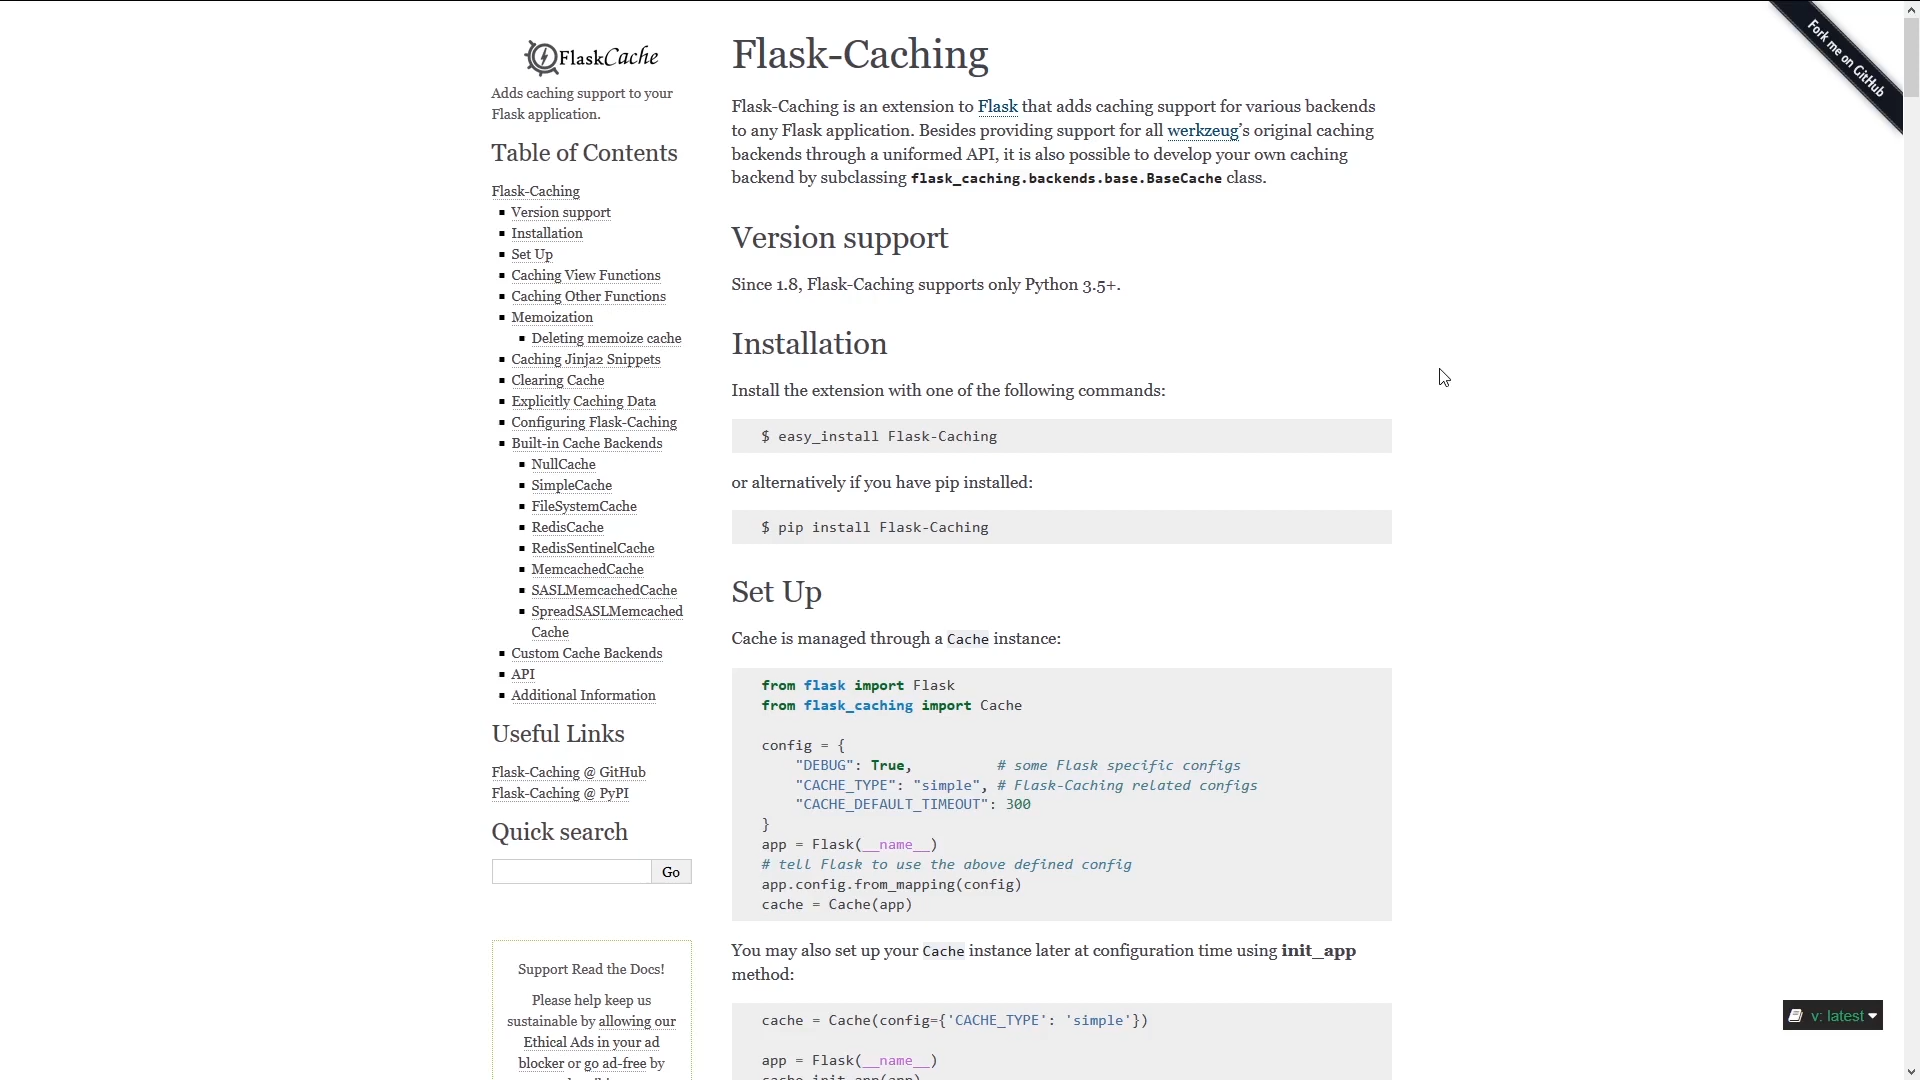 FlaskCache
Adds caching support to your
Flask application.
Table of Contents
Flask-Caching
Version support
Installation
Set Up
Caching View Functions
Caching Other Functions
Memoization
Deleting memoize cache
Caching Jinja2 Snippets
Clearing Cache
Explicitly Caching Data
Configuring Flask-Caching
Built-in Cache Backends
NullCache
SimpleCache
FileSystemCache
RedisCache
RedisSentinelCache
MemcachedCache
SASLMemcachedCache
SpreadSASLMemcached
Cache
Custom Cache Backends
API
Additional Information
Useful Links
Flask-Caching @ GitHub
Flask-Caching @ PyPI
Quick search
Go
Support Read the Docs!
Please help keep us
sustainable by allowing our
Ethical Ads in your ad
blocker or go ad-free by
Flask-Caching
Flask-Caching is an extension to Flask that adds caching support for various backends
to any Flask application. Besides providing support for all werkzeug’s original caching
backends through a uniformed API, it is also possible to develop your own caching
backend by subclassing flask_caching.backends.base.BaseCache class.
Version support
Since 1.8, Flask-Caching supports only Python 3.5+.
Installation
Install the extension with one of the following commands:
$ easy_install Flask-Caching
or alternatively if you have pip installed:
$ pip install Flask-Caching
Set Up
Cache is managed through a Cache instance:
from flask import Flask
from flask_caching import Cache
config = {
"DEBUG": True,          # some Flask specific configs
"CACHE_TYPE": "simple", # Flask-Caching related configs
"CACHE_DEFAULT_TIMEOUT": 300
}
app = Flask(__name__)
# tell Flask to use the above defined config
app.config.from_mapping(config)
cache = Cache(app)
You may also set up your Cache instance later at configuration time using init_app
method:
cache = Cache(config={'CACHE_TYPE': 'simple'})
app = Flask(__name__)
cache.init_app(app)
Fork me on GitHub
v: latest